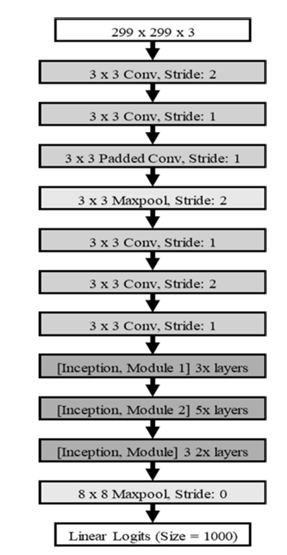 299 x 299 x 3
3 x 3 Conv, Stride: 2
3 x 3 Conv, Stride: 1
3 x 3 Padded Conv, Stride: 1
3 x 3 Maxpool, Stride: 2
3 x 3 Conv, Stride: 1
3 x 3 Conv, Stride: 2
3 x 3 Conv, Stride: 1
[Inception, Module 1] 3x layers
[Inception, Module 2] 5x layers
[Inception, Module] 3 2x layers
8 x 8 Maxpool, Stride: 0
Linear Logits (Size = 1000)